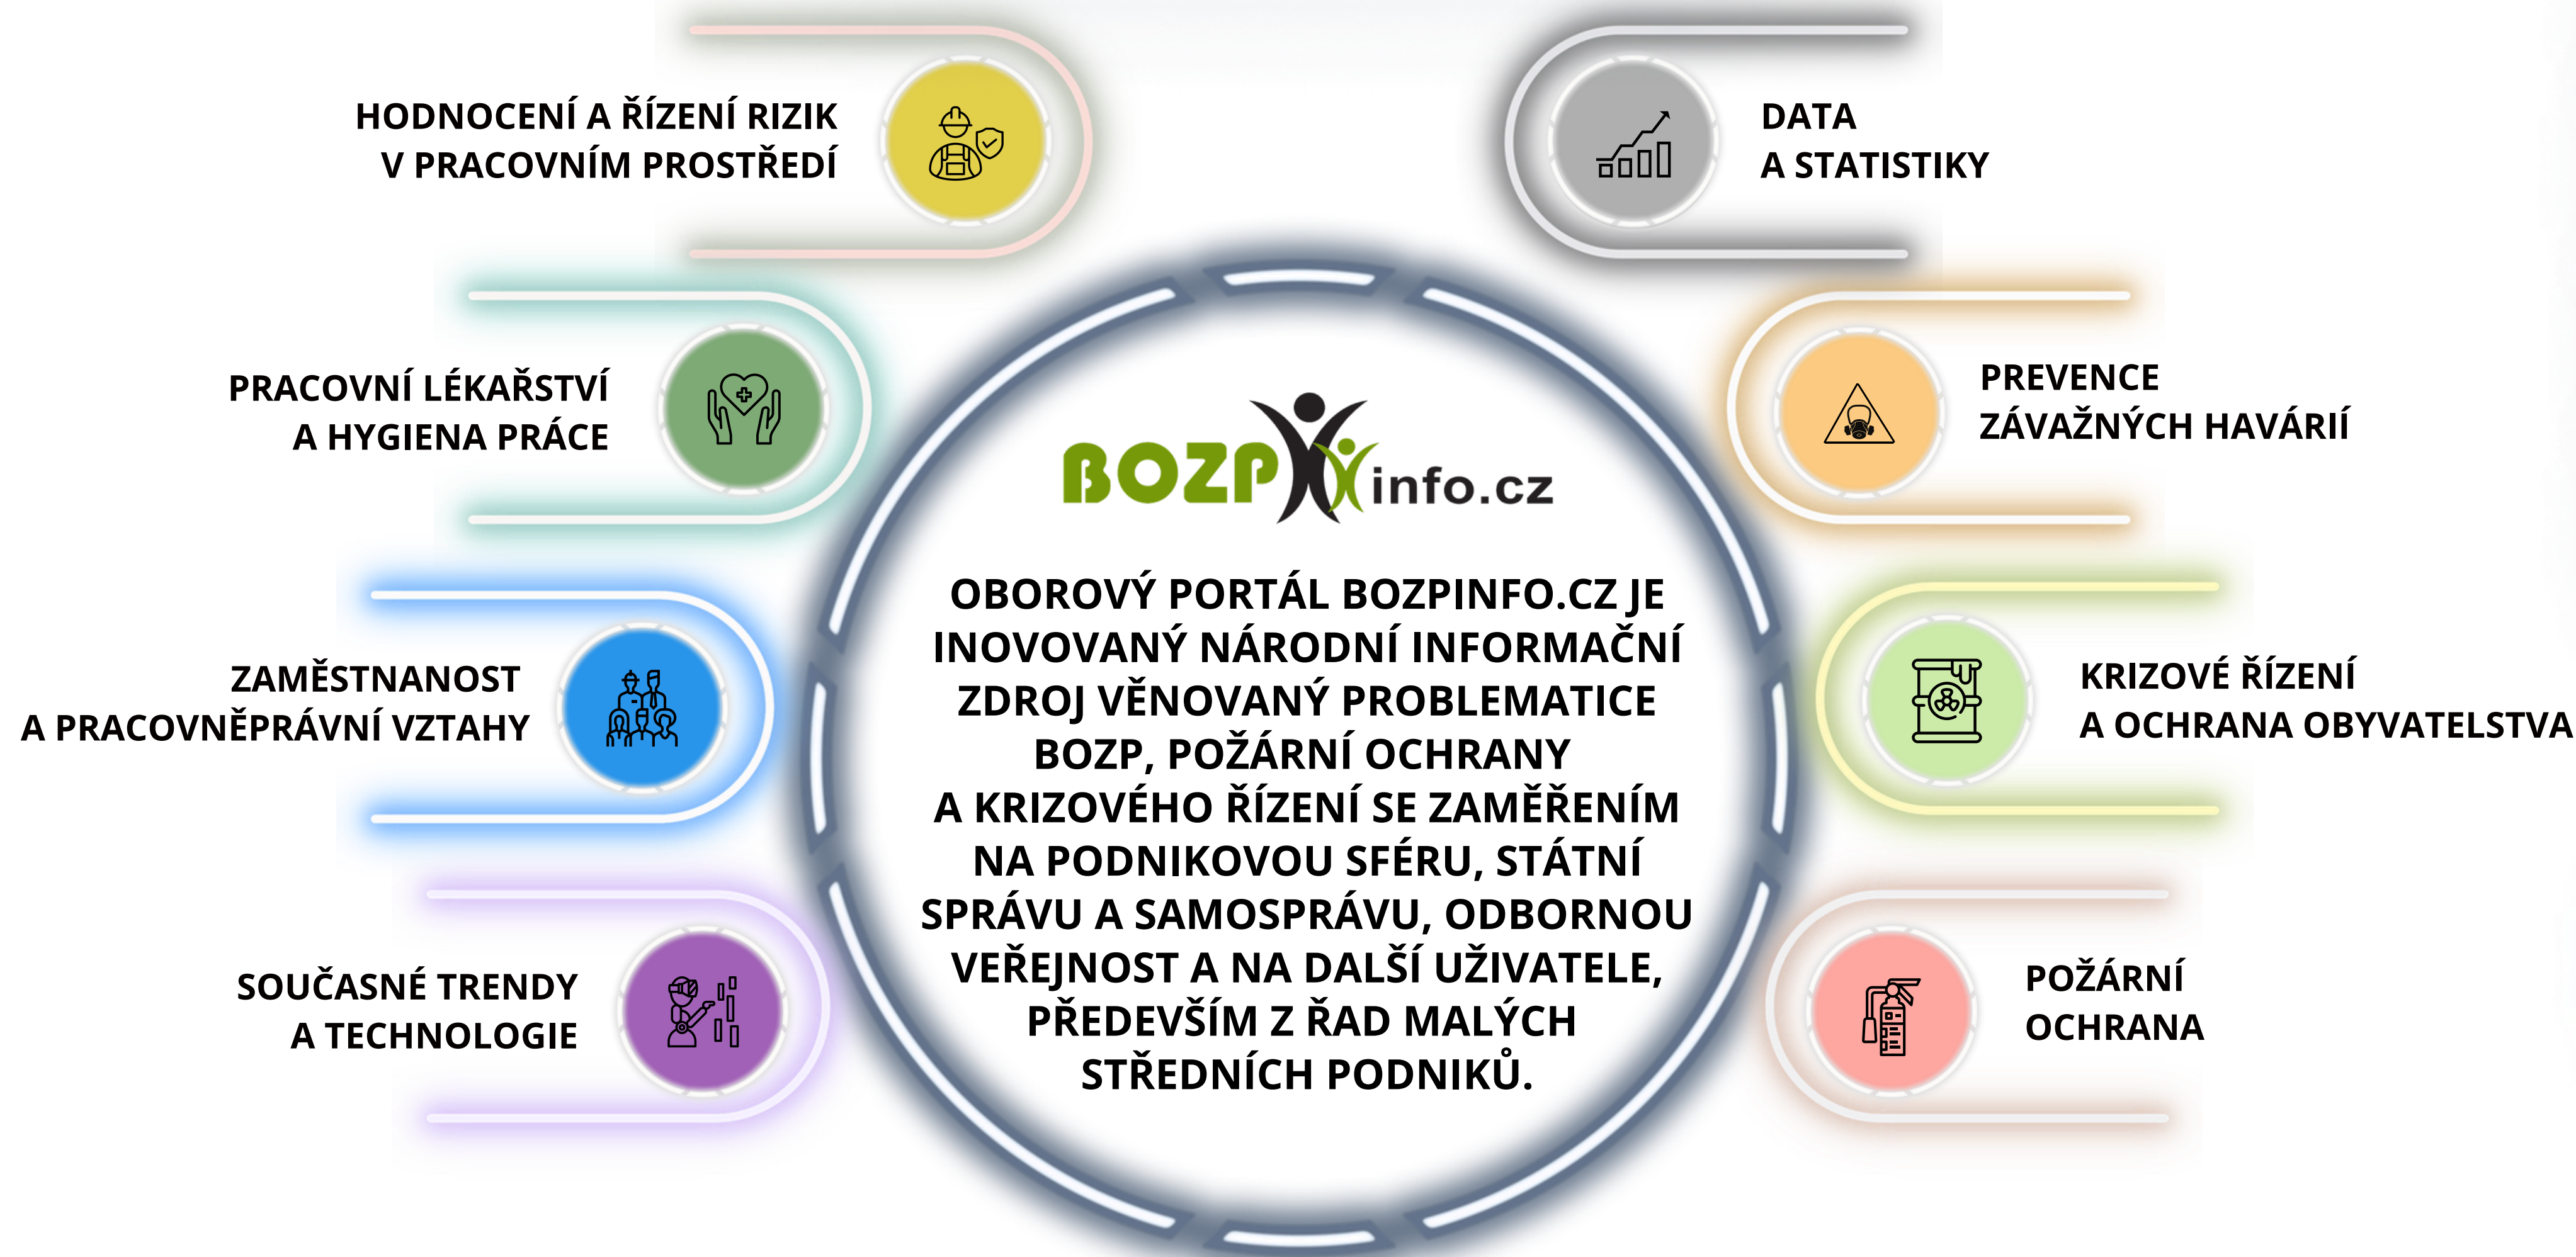 HODNOCENÍ A ŘÍZENÍ RIZIK
V PRACOVNÍM PROSTŘEDÍ
PRACOVNÍ LÉKAŘSTVÍ
A HYGIENA PRÁCE
ZAMĚSTNANOST
A PRACOVNĚPRÁVNÍ VZTAHY
SOUČASNÉ TRENDY
A TECHNOLOGIE
BOZPinfo.cz
OBOROVÝ PORTÁL BOZPINFO.CZ JE
INOVOVANÝ NÁRODNÍ INFORMAČNÍ
ZDROJ VĚNOVANÝ PROBLEMATICE
BOZP, POŽÁRNÍ OCHRANY
A KRIZOVÉHO ŘÍZENÍ SE ZAMĚŘENÍM
NA PODNIKOVOU SFÉRU, STÁTNÍ
SPRÁVU A SAMOSPRÁVU, ODBORNOU
VEŘEJNOST A NA DALŠÍ UŽIVATELE,
PŘEDEVŠÍM Z ŘAD MALÝCH
STŘEDNÍCH PODNIKŮ.
DATA
A STATISTIKY
PREVENCE
ZÁVAŽNÝCH HAVÁRIÍ
KRIZOVÉ ŘÍZENÍ
A OCHRANA OBYVATELSTVA
POŽÁRNÍ
OCHRANA